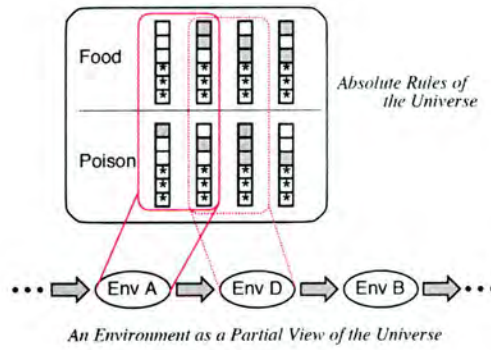 Food
* * * *
* * * *
* * * *
Absolute Rules of
the Universe
Poison
* * * *
* * * *
* * * *
••• Env A Env D Env B •••
An Environment as a Partial View of the Universe